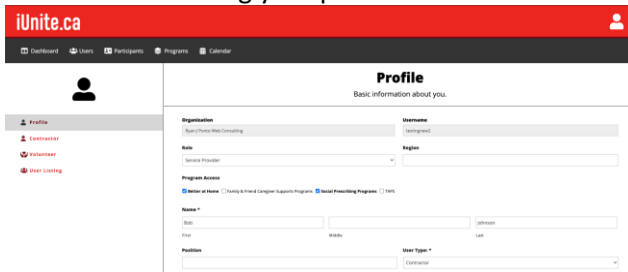 iUnite.ca
Dashboard Users Participants Programs Calendar
Profile
Basic information about you.
Profile
Contractor
Volunteer
User Listing
Organization Username
Ryan J Ponto Web Consulting testingnew2
Role Region
Service Provider
Program Access
Better at Home Family & Friend Caregiver Supports Programs Social Prescribing Programs TAPS
Name *
Bob Johnson
First Middle Last
Position User Type: *
Contractor